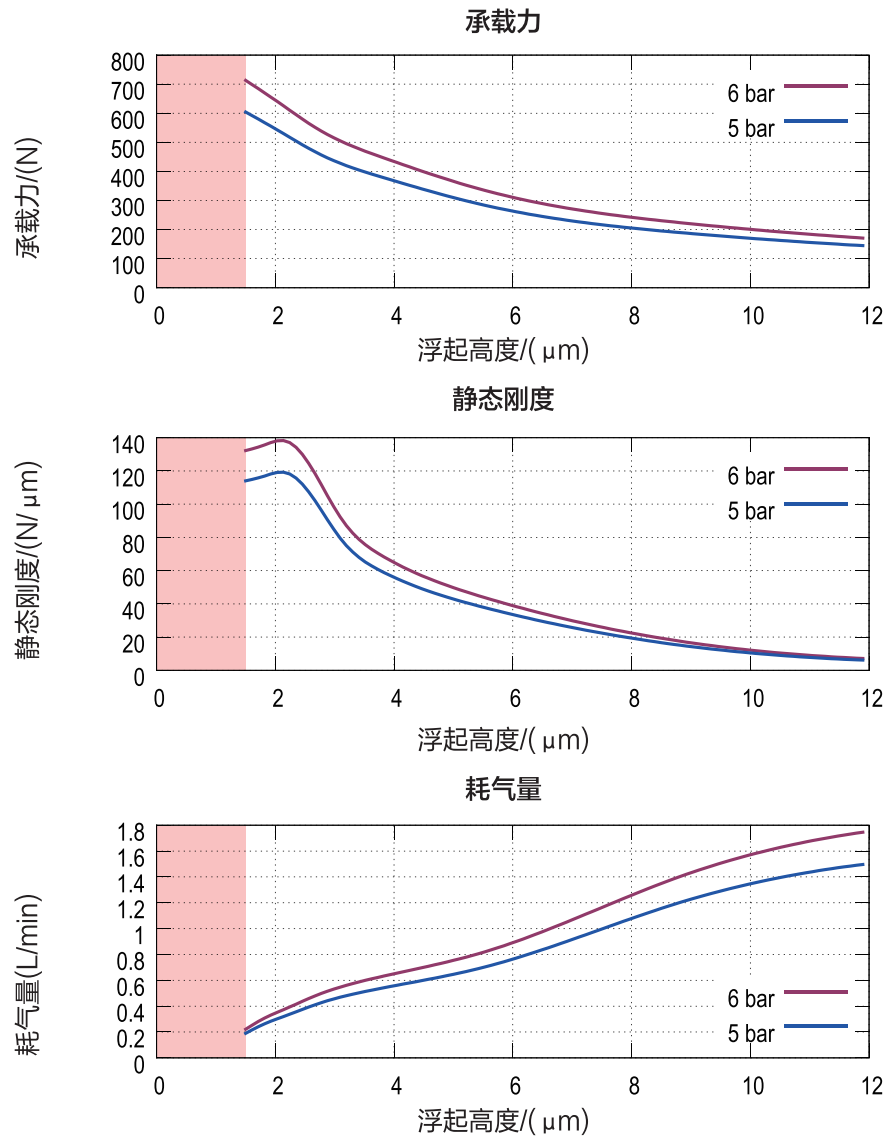 承载力
800
700
600
500
400
300
200
100
0
承载力/(N)
6 bar
5 bar
0 2 4 6 8 10 12
浮起高度/( μm)
静态刚度
140
120
100
80
60
40
20
0
静态刚度/(N/ μm)
6 bar
5 bar
0 2 4 6 8 10 12
浮起高度/( μm)
耗气量
1.8
1.6
1.4
1.2
1
0.8
0.6
0.4
0.2
0
耗气量(L/min)
6 bar
5 bar
0 2 4 6 8 10 12
浮起高度/( μm)